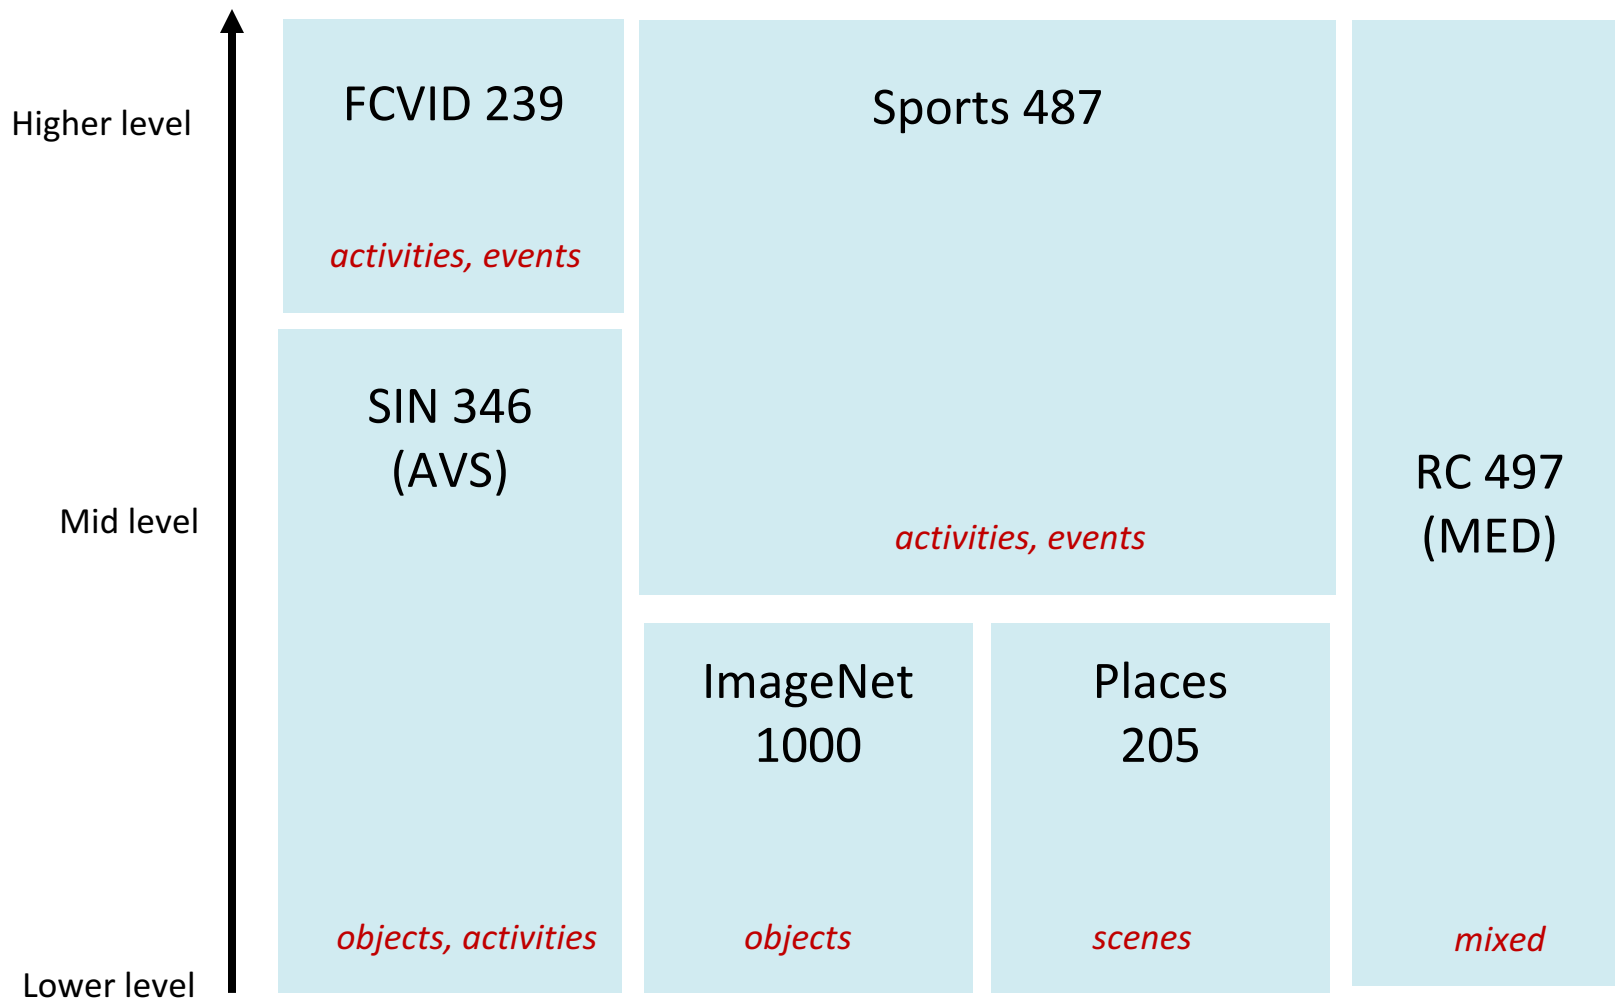 Higher level
Mid level
Lower level
FCVID 239
activities, events
SIN 346
(AVS)
objects, activities
Sports 487
activities, events
ImageNet
1000
objects
Places
205
scenes
RC 497
(MED)
mixed